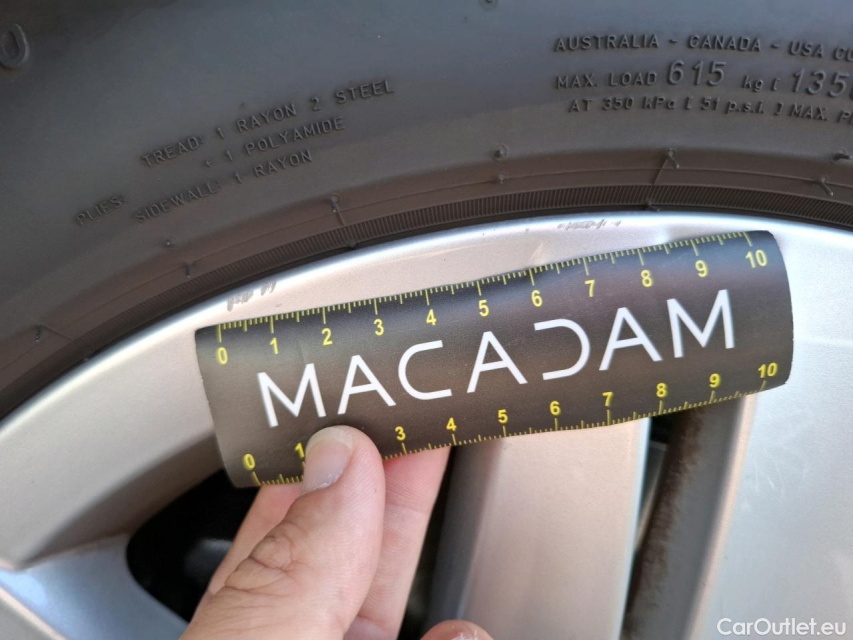 AUSTRALIA - CANADA - USA
MAX. LOAD 615 kg [ 135
AT 350 kPa [ 51 p.s.i. ] MAX. P
TREAD: 1 RAYON 2 STEEL
+ 1 POLYAMIDE
PLIES:
SIDEWALL: 1 RAYON
0 1 2 3 4 5 6 7 8 9 10
MACADAM
0 1 3 4 5 6 7 8 9 10
CarOutlet.eu